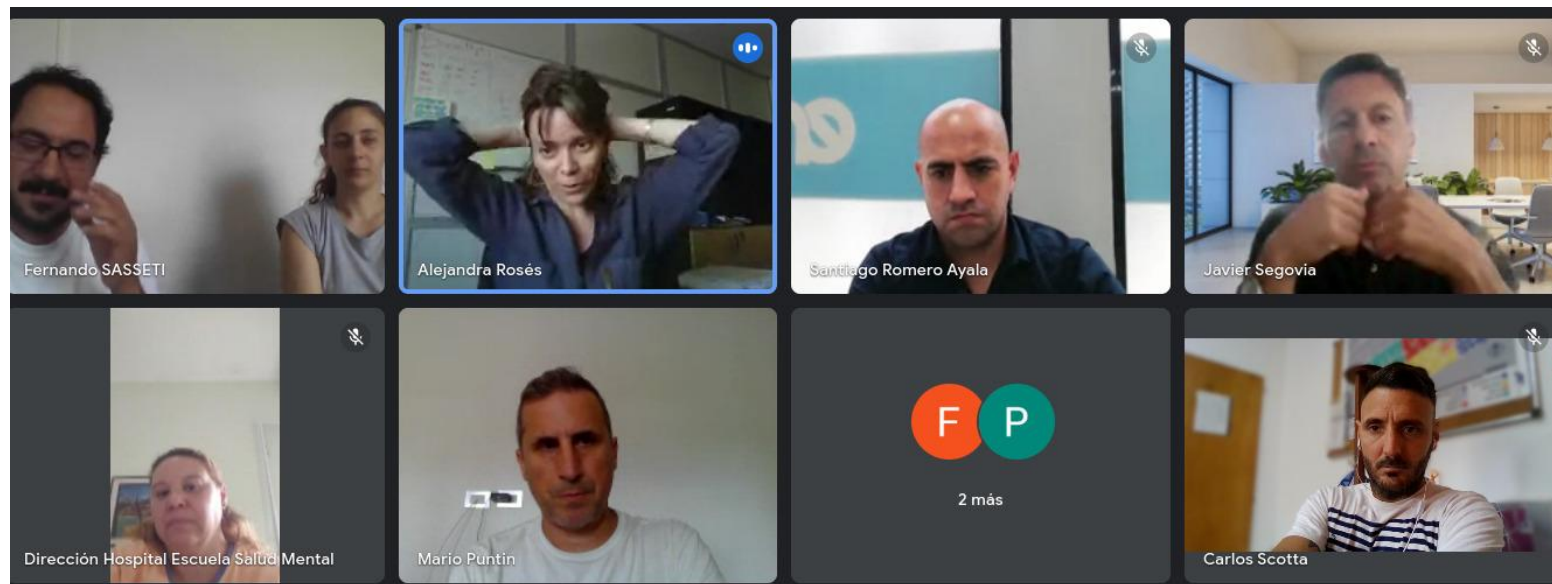 Fernando SASSETI
Alejandra Rosés
Santiago Romero Ayala
Javier Segovia
Dirección Hospital Escuela Salud Mental
Mario Puntin
F P
2 más
Carlos Scotta